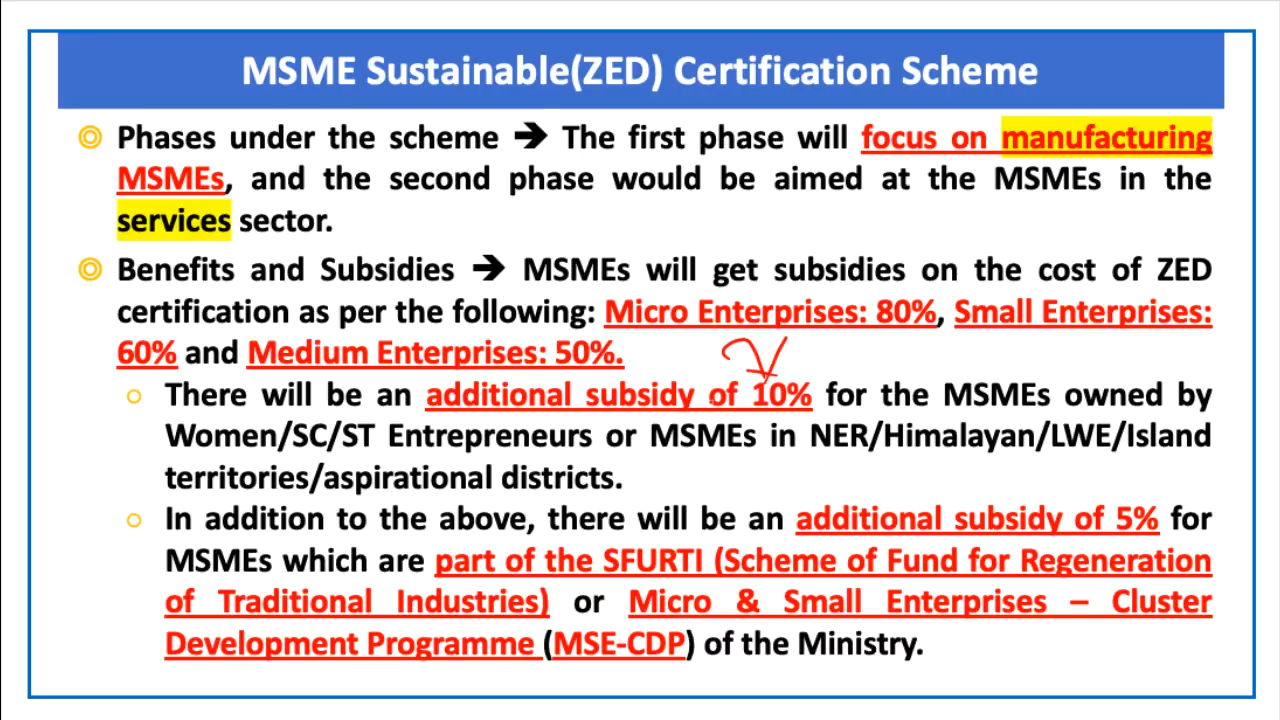 MSME Sustainable(ZED) Certification Scheme
Phases under the scheme ➔ The first phase will focus on manufacturing
MSMEs, and the second phase would be aimed at the MSMEs in the
services sector.
Benefits and Subsidies ➔ MSMEs will get subsidies on the cost of ZED
certification as per the following: Micro Enterprises: 80%, Small Enterprises:
60% and Medium Enterprises: 50%.
There will be an additional subsidy of 10% for the MSMEs owned by
Women/SC/ST Entrepreneurs or MSMEs in NER/Himalayan/LWE/Island
territories/aspirational districts.
In addition to the above, there will be an additional subsidy of 5% for
MSMEs which are part of the SFURTI (Scheme of Fund for Regeneration
of Traditional Industries) or Micro & Small Enterprises – Cluster
Development Programme (MSE-CDP) of the Ministry.